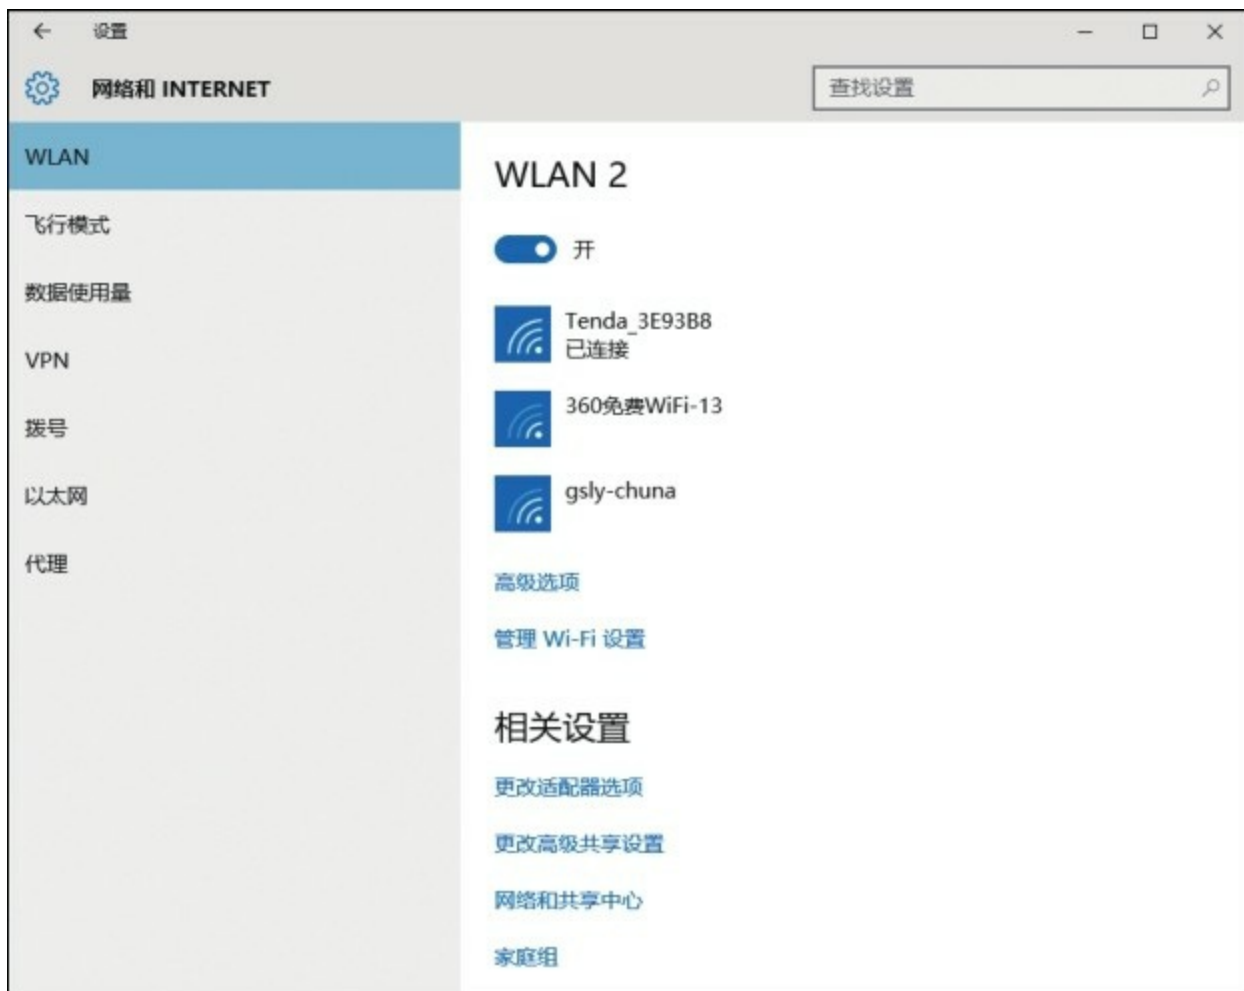 设置
网络和 INTERNET
查找设置
WLAN
飞行模式
数据使用量
VPN
拨号
以太网
代理
WLAN 2
开
Tenda_3E93B8
已连接
360免费WiFi-13
gsly-chuna
高级选项
管理 Wi-Fi 设置
相关设置
更改适配器选项
更改高级共享设置
网络和共享中心
家庭组